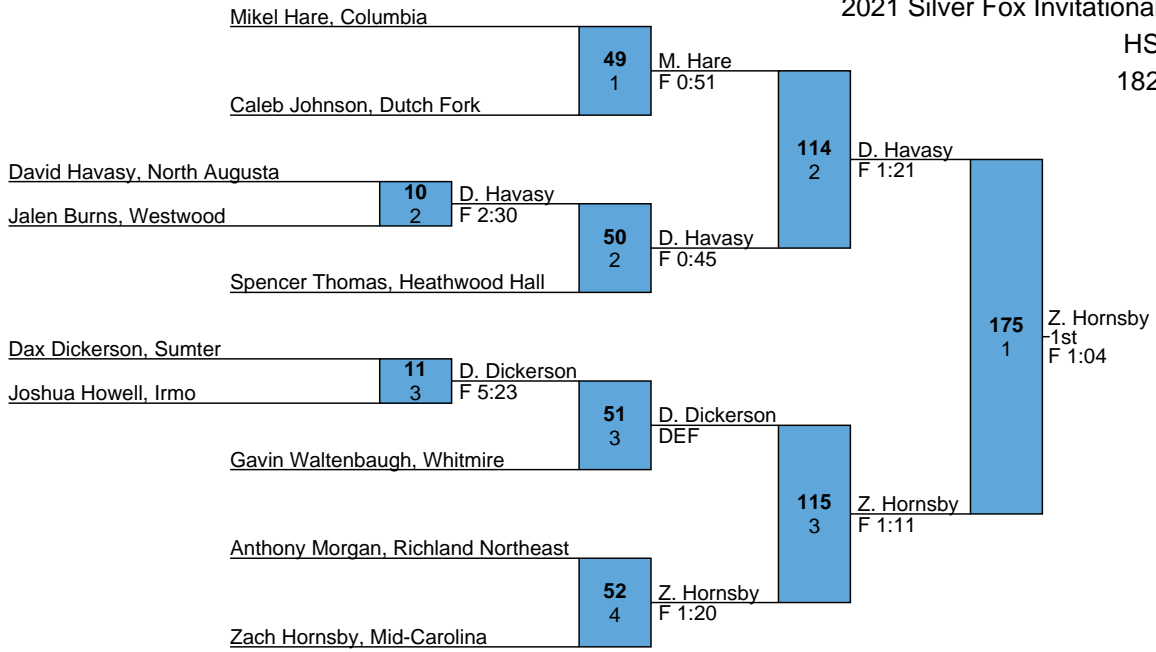 2021 Silver Fox Invitational
HS
182
Mikel Hare, Columbia
49
1
M. Hare
F 0:51
Caleb Johnson, Dutch Fork
114
2
D. Havasy
F 1:21
David Havasy, North Augusta
10
2
D. Havasy
F 2:30
Jalen Burns, Westwood
50
2
D. Havasy
F 0:45
Spencer Thomas, Heathwood Hall
175
1
Z. Hornsby
1st
F 1:04
Dax Dickerson, Sumter
11
3
D. Dickerson
F 5:23
Joshua Howell, Irmo
51
3
D. Dickerson
DEF
Gavin Waltenbaugh, Whitmire
115
3
Z. Hornsby
F 1:11
Anthony Morgan, Richland Northeast
52
4
Z. Hornsby
F 1:20
Zach Hornsby, Mid-Carolina